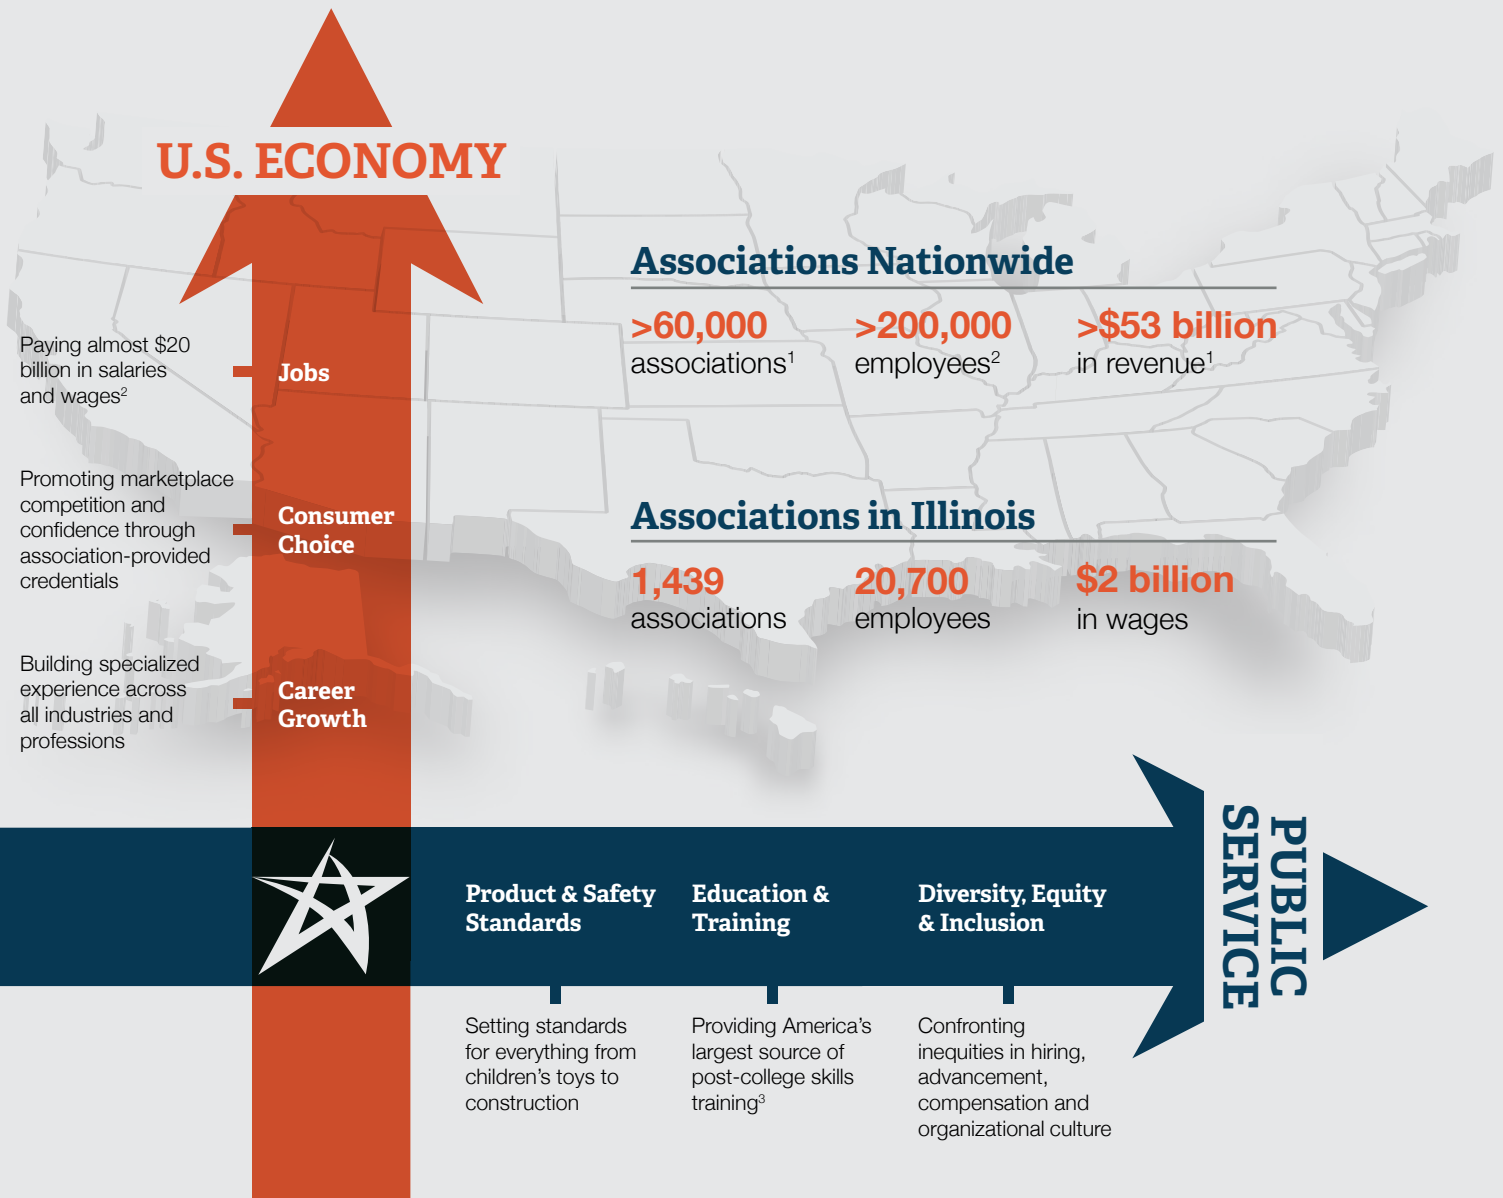 U.S. ECONOMY
Paying almost $20
billion in salaries
and wages²
Jobs
Promoting marketplace
competition and
confidence through
association-provided
credentials
Consumer
Choice
Building specialized
experience across
all industries and
professions
Career
Growth
Associations Nationwide
>60,000
associations¹
>200,000
employees²
>$53 billion
in revenue¹
Associations in Illinois
1,439
associations
20,700
employees
$2 billion
in wages
PUBLIC
SERVICE
Product & Safety
Standards
Education &
Training
Diversity, Equity
& Inclusion
Setting standards
for everything from
children’s toys to
construction
Providing America’s
largest source of
post-college skills
training³
Confronting
inequities in hiring,
advancement,
compensation and
organizational culture